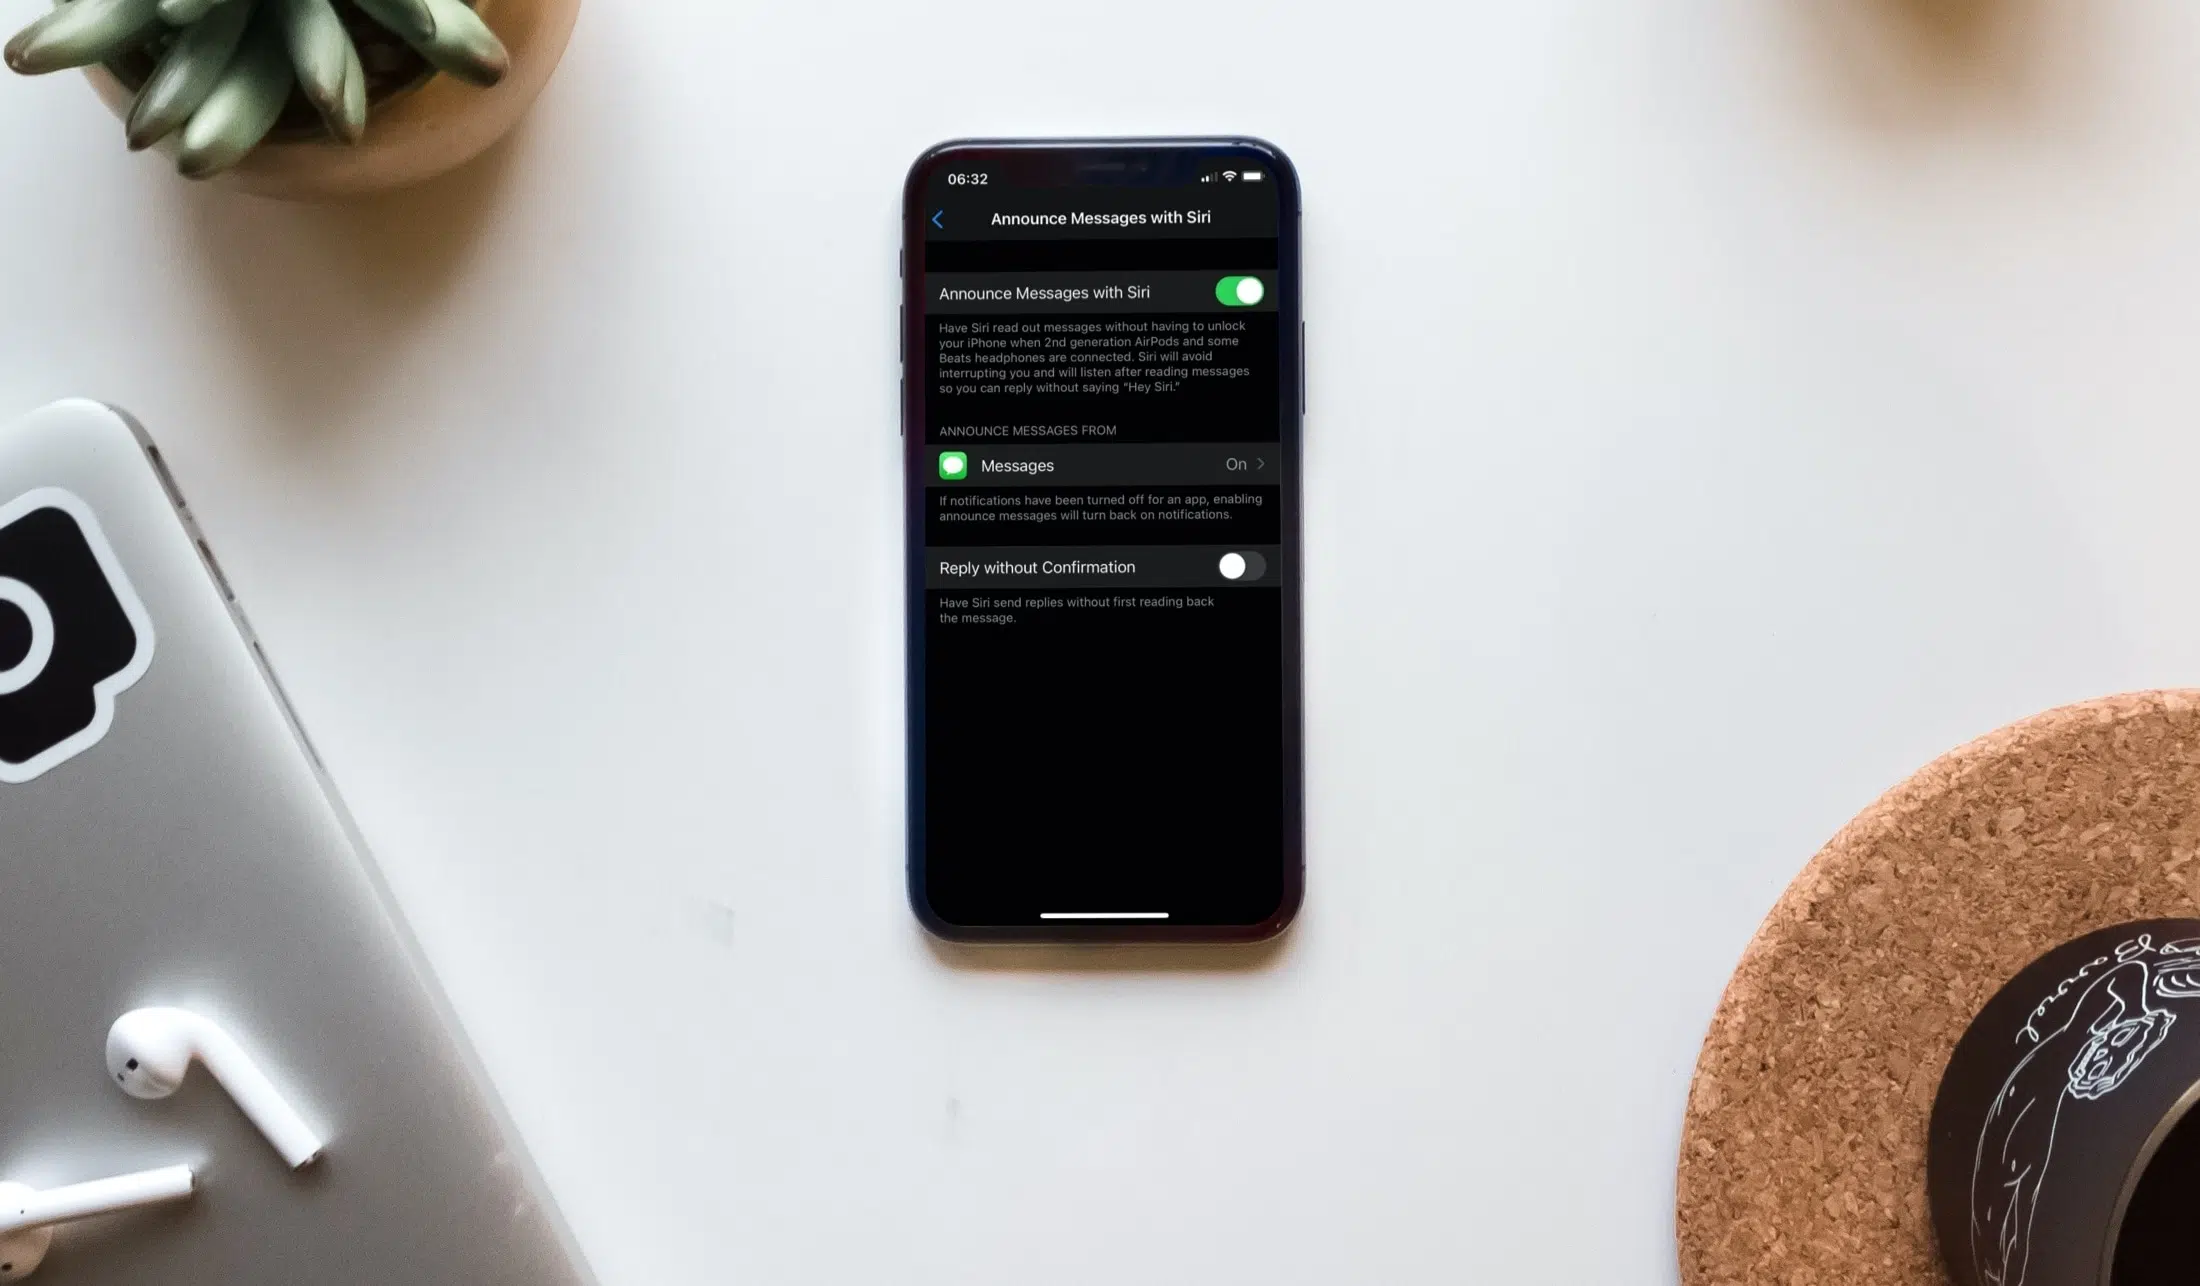 06:32
Announce Messages with Siri
Announce Messages with Siri
Have Siri read out messages without having to unlock
your iPhone when 2nd generation AirPods and some
Beats headphones are connected. Siri will avoid
interrupting you and will listen after reading messages
so you can reply without saying “Hey Siri.”
ANNOUNCE MESSAGES FROM
Messages On
If notifications have been turned off for an app, enabling
announce messages will turn back on notifications.
Reply without Confirmation
Have Siri send replies without first reading back
the message.